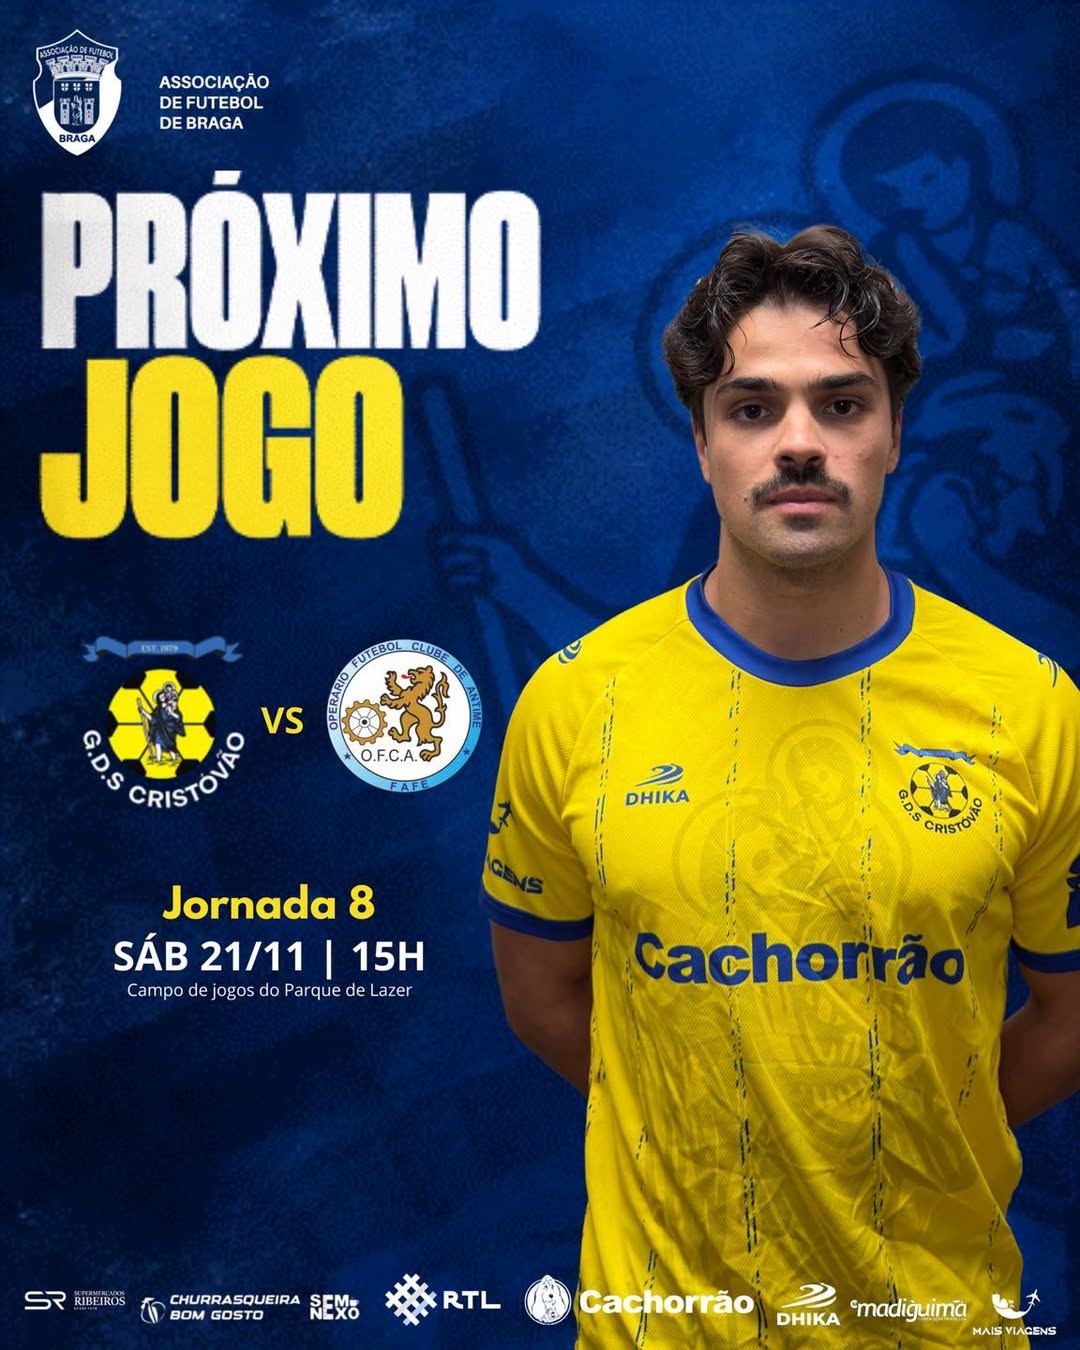 ASSOCIAÇÃO DE FUTEBOL
BRAGA
ASSOCIAÇÃO
DE FUTEBOL
DE BRAGA
PRÓXIMO
JOGO
EST. 1979
G.D.S CRISTÓVÃO
VS
OPERÁRIO FUTEBOL CLUBE DE ANTIME
O.F.C.A.
FAFE
Jornada 8
SÁB 21/11 | 15H
Campo de jogos do Parque de Lazer
DHIKA
G.D.S CRISTÓVÃO
AGENS
Cachorrão
SR
SUPERMERCADOS
RIBEIROS
CHURRASQUEIRA
BOM GOSTO
SEM
NEXO
RTL
Cachorrão
DHIKA
madiguima
MAIS VIAGENS